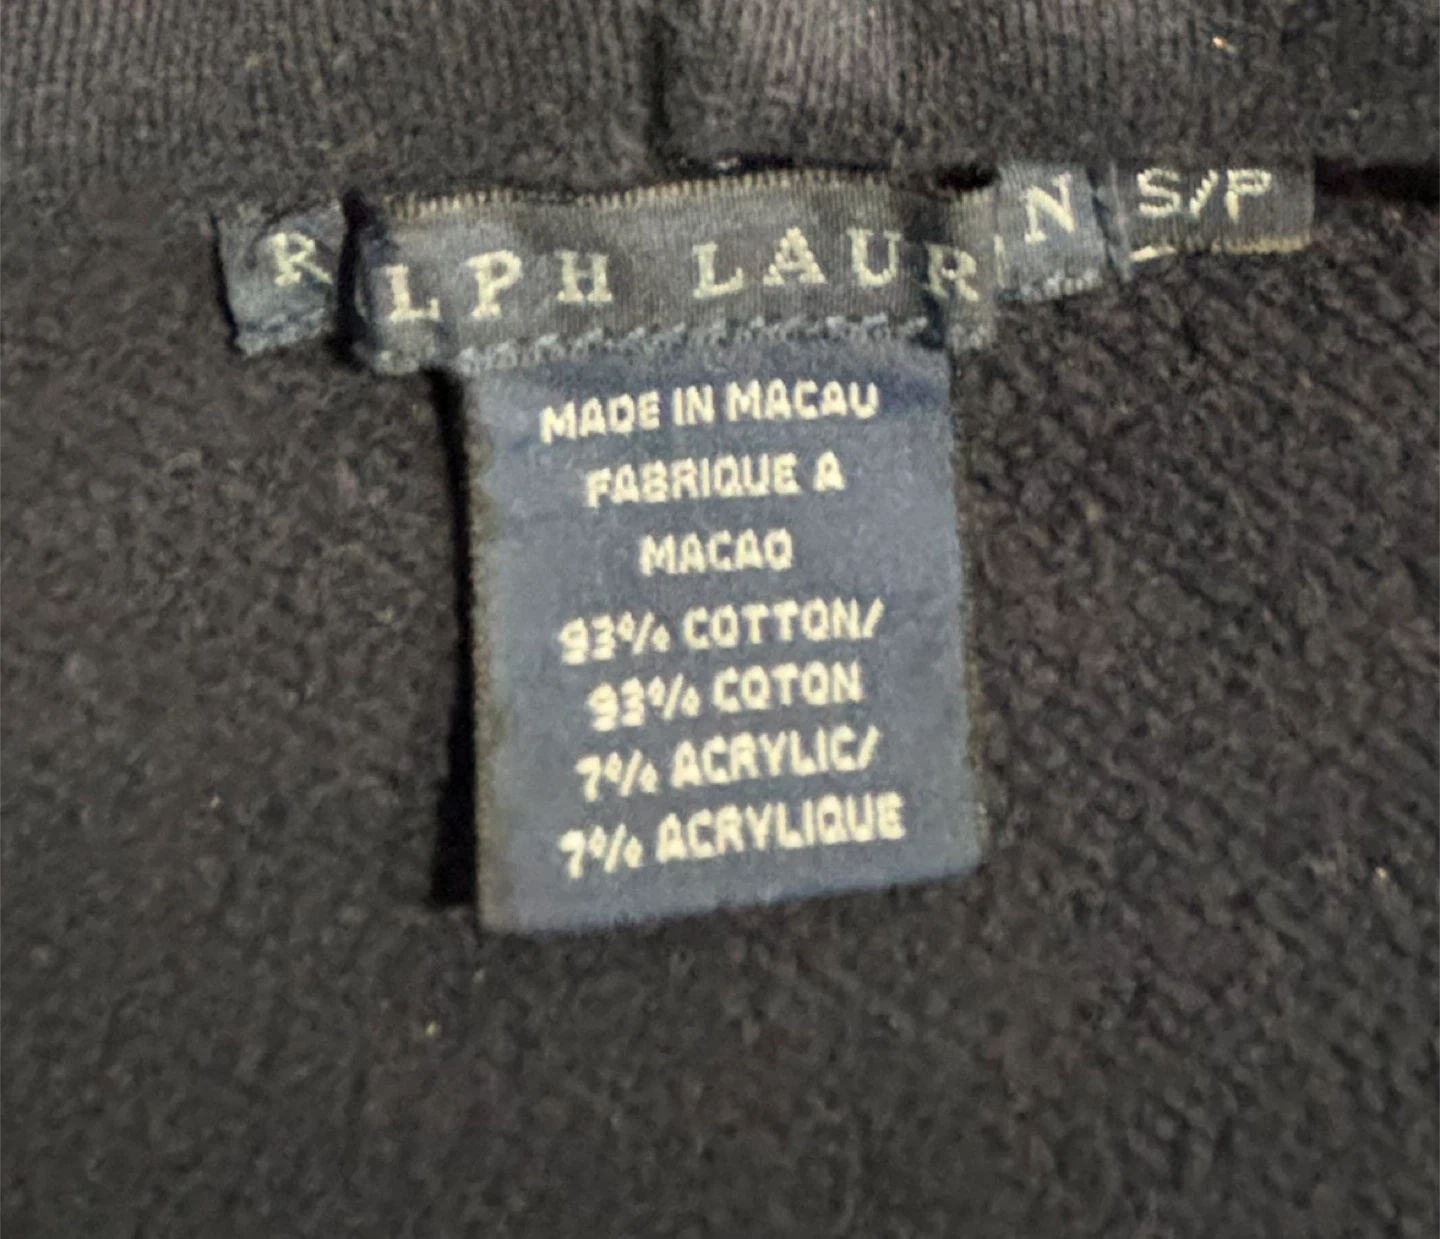 R LPH LAUR N S/P
MADE IN MACAU
FABRIQUE A
MACAO
93% COTTON/
93% COTON
7% ACRYLIC/
7% ACRYLIQUE